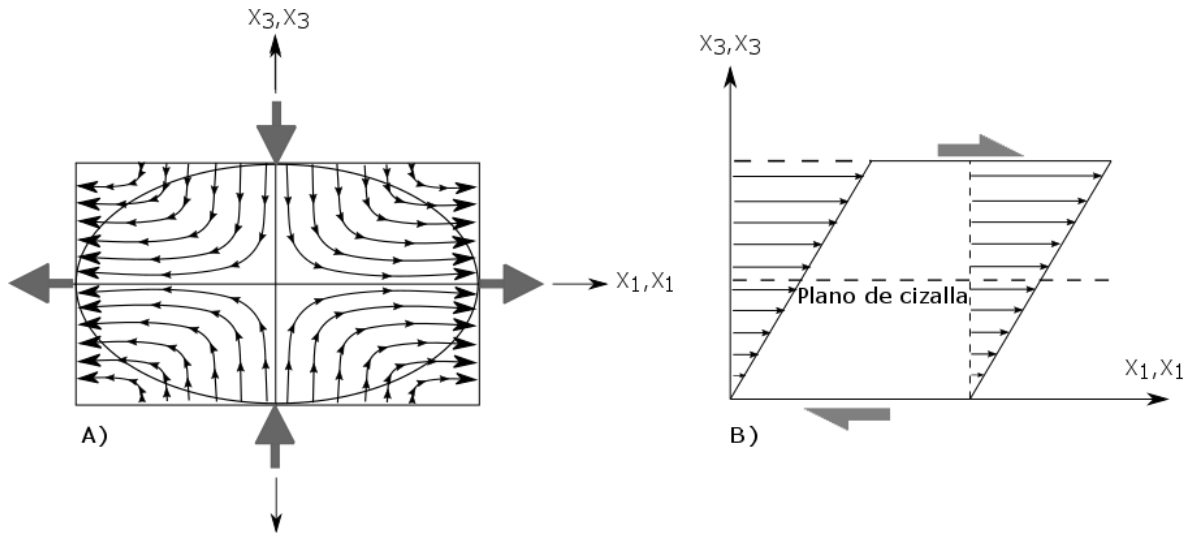 X3,X3
X1,X1
A)
X3,X3
Plano de cizalla
X1,X1
B)